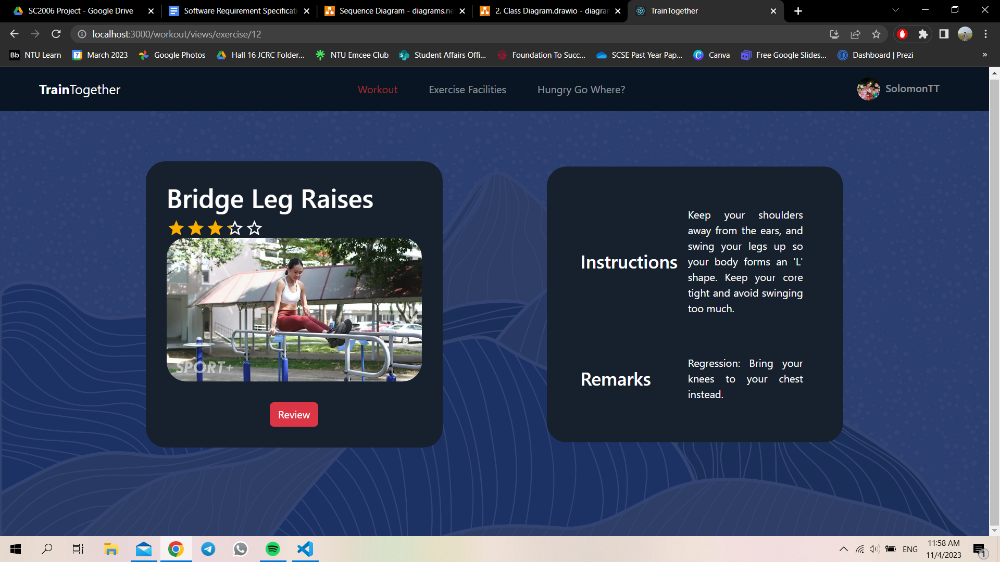 SC2006 Project - Google Drive
Software Requirement Specificati
Sequence Diagram - diagrams.ne
2. Class Diagram.drawio - diagra
TrainTogether
localhost:3000/workout/views/exercise/12
Bb NTU Learn
7 March 2023
Google Photos
Hall 16 JCRC Folder...
NTU Emcee Club
Student Affairs Offi...
Foundation To Succ...
SCSE Past Year Pap...
Canva
Free Google Slides...
Dashboard | Prezi
»
TrainTogether
Workout
Exercise Facilities
Hungry Go Where?
SolomonTT
Bridge Leg Raises
SPORT+
Review
Instructions
Keep your shoulders
away from the ears, and
swing your legs up so
your body forms an 'L'
shape. Keep your core
tight and avoid swinging
too much.
Remarks
Regression: Bring your
knees to your chest
instead.
ENG
11:58 AM
11/4/2023
1